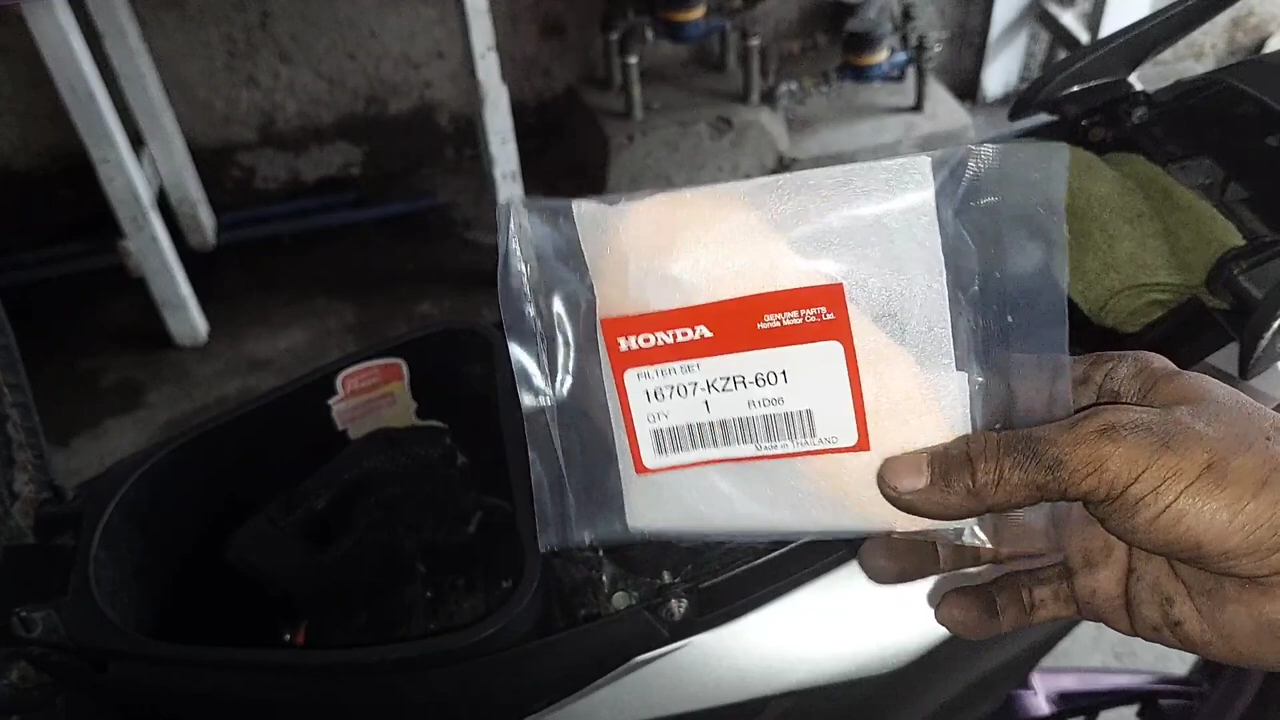 HONDA
GENUINE PARTS
Honda Motor Co., Ltd.
FILTER SET
16707-KZR-601
QTY 1 R1D06
Made in THAILAND